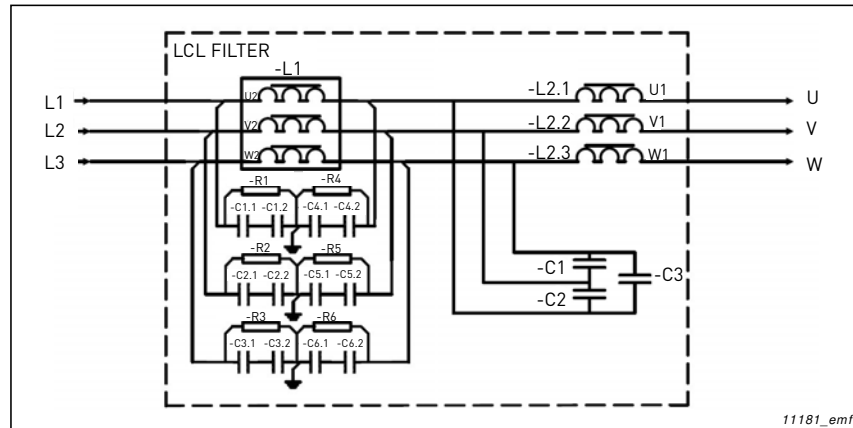 LCL FILTER
-L1
L1
U2
-L2.1
U1
U
L2
V2
-L2.2
V1
V
L3
W2
-L2.3
W1
W
-R1
-R4
-C1.1 -C1.2 -C4.1 -C4.2
-R2
-R5
-C2.1 -C2.2 -C5.1 -C5.2
-R3
-R6
-C3.1 -C3.2 -C6.1 -C6.2
-C1
-C3
-C2
11181_emf